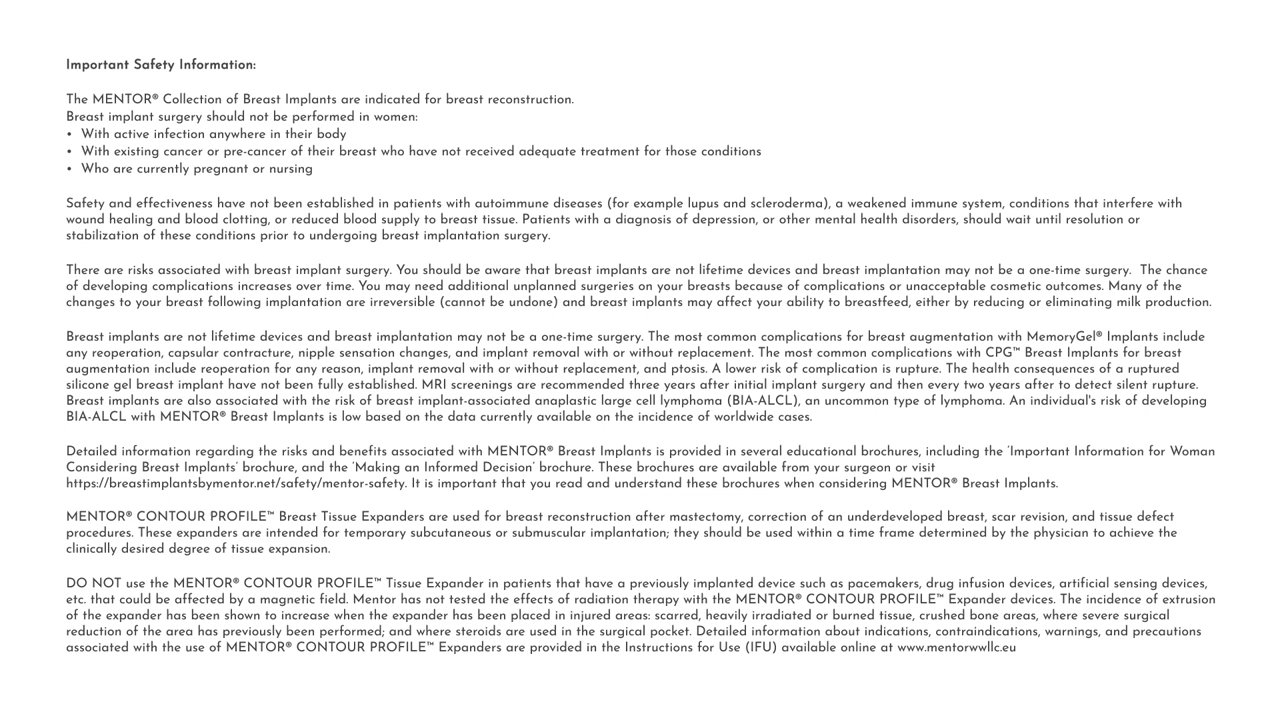 Important Safety Information:
The MENTOR® Collection of Breast Implants are indicated for breast reconstruction.
Breast implant surgery should not be performed in women:
• With active infection anywhere in their body
• With existing cancer or pre-cancer of their breast who have not received adequate treatment for those conditions
• Who are currently pregnant or nursing
Safety and effectiveness have not been established in patients with autoimmune diseases (for example lupus and scleroderma), a weakened immune system, conditions that interfere with
wound healing and blood clotting, or reduced blood supply to breast tissue. Patients with a diagnosis of depression, or other mental health disorders, should wait until resolution or
stabilization of these conditions prior to undergoing breast implantation surgery.
There are risks associated with breast implant surgery. You should be aware that breast implants are not lifetime devices and breast implantation may not be a one-time surgery.  The chance
of developing complications increases over time. You may need additional unplanned surgeries on your breasts because of complications or unacceptable cosmetic outcomes. Many of the
changes to your breast following implantation are irreversible (cannot be undone) and breast implants may affect your ability to breastfeed, either by reducing or eliminating milk production.
Breast implants are not lifetime devices and breast implantation may not be a one-time surgery. The most common complications for breast augmentation with MemoryGel® Implants include
any reoperation, capsular contracture, nipple sensation changes, and implant removal with or without replacement. The most common complications with CPG™ Breast Implants for breast
augmentation include reoperation for any reason, implant removal with or without replacement, and ptosis. A lower risk of complication is rupture. The health consequences of a ruptured
silicone gel breast implant have not been fully established. MRI screenings are recommended three years after initial implant surgery and then every two years after to detect silent rupture.
Breast implants are also associated with the risk of breast implant-associated anaplastic large cell lymphoma (BIA-ALCL), an uncommon type of lymphoma. An individual's risk of developing
BIA-ALCL with MENTOR® Breast Implants is low based on the data currently available on the incidence of worldwide cases.
Detailed information regarding the risks and benefits associated with MENTOR® Breast Implants is provided in several educational brochures, including the 'Important Information for Woman
Considering Breast Implants' brochure, and the 'Making an Informed Decision' brochure. These brochures are available from your surgeon or visit
https://breastimplantsbymentor.net/safety/mentor-safety. It is important that you read and understand these brochures when considering MENTOR® Breast Implants.
MENTOR® CONTOUR PROFILE™ Breast Tissue Expanders are used for breast reconstruction after mastectomy, correction of an underdeveloped breast, scar revision, and tissue defect
procedures. These expanders are intended for temporary subcutaneous or submuscular implantation; they should be used within a time frame determined by the physician to achieve the
clinically desired degree of tissue expansion.
DO NOT use the MENTOR® CONTOUR PROFILE™ Tissue Expander in patients that have a previously implanted device such as pacemakers, drug infusion devices, artificial sensing devices,
etc. that could be affected by a magnetic field. Mentor has not tested the effects of radiation therapy with the MENTOR® CONTOUR PROFILE™ Expander devices. The incidence of extrusion
of the expander has been shown to increase when the expander has been placed in injured areas: scarred, heavily irradiated or burned tissue, crushed bone areas, where severe surgical
reduction of the area has previously been performed; and where steroids are used in the surgical pocket. Detailed information about indications, contraindications, warnings, and precautions
associated with the use of MENTOR® CONTOUR PROFILE™ Expanders are provided in the Instructions for Use (IFU) available online at www.mentorwwllc.eu